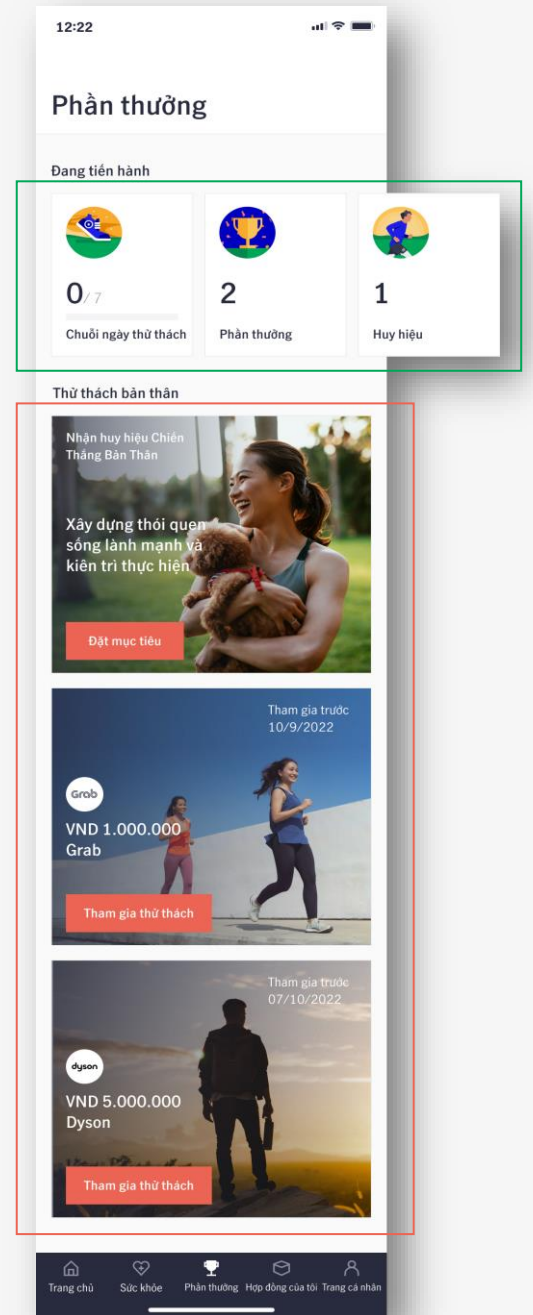 12:22
Phần thưởng
Đang tiến hành
0/ 7
2
1
Chuỗi ngày thử thách
Phần thưởng
Huy hiệu
Thử thách bản thân
Nhận huy hiệu Chiến
Thắng Bản Thân
Xây dựng thói quen
sống lành mạnh và
kiên trì thực hiện
Đặt mục tiêu
Tham gia trước
10/9/2022
Grab
VND 1.000.000
Grab
Tham gia thử thách
Tham gia trước
07/10/2022
dyson
VND 5.000.000
Dyson
Tham gia thử thách
Trang chủ
Sức khỏe
Phần thưởng
Hợp đồng của tôi
Trang cá nhân